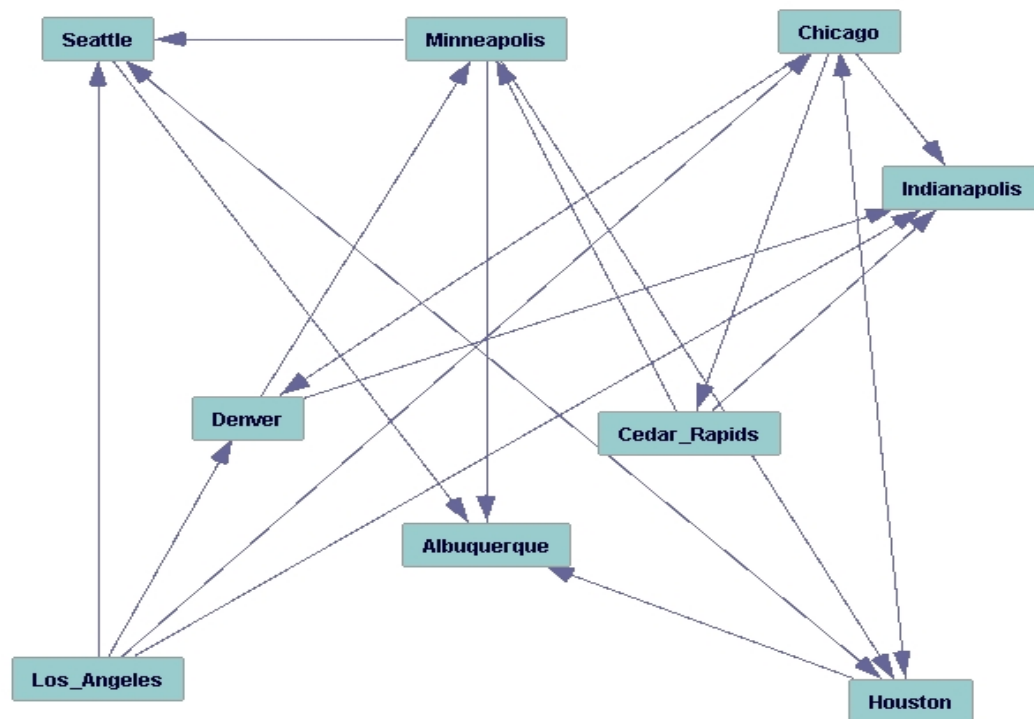 Seattle
Minneapolis
Chicago
Indianapolis
Denver
Cedar_Rapids
Albuquerque
Los_Angeles
Houston